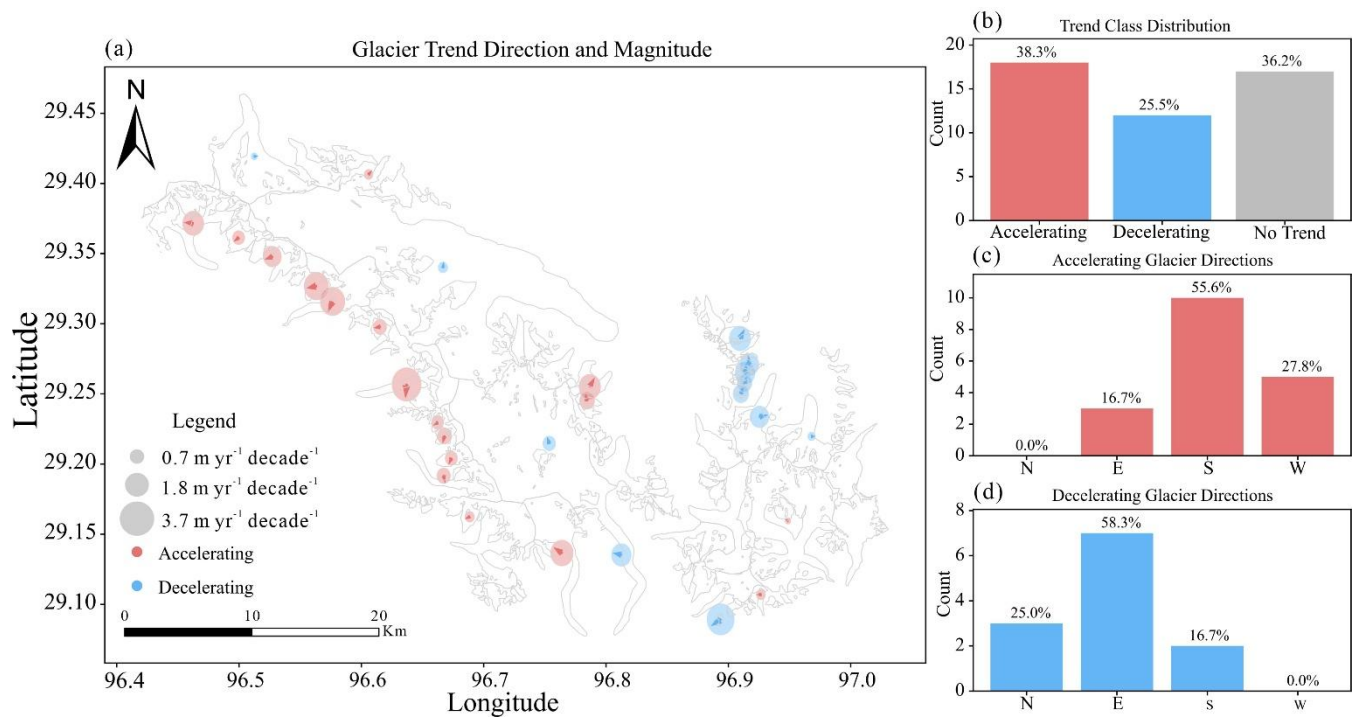 (a)
Glacier Trend Direction and Magnitude
N
29.45
29.40
29.35
29.30
29.25
29.20
29.15
29.10
Latitude
Legend
0.7 m yr⁻¹ decade⁻¹
1.8 m yr⁻¹ decade⁻¹
3.7 m yr⁻¹ decade⁻¹
Accelerating
Decelerating
0 10 20
Km
96.4 96.5 96.6 96.7 96.8 96.9 97.0
Longitude
(b)
Trend Class Distribution
20
15
10
5
0
Count
38.3%
25.5%
36.2%
Accelerating Decelerating No Trend
(c)
Accelerating Glacier Directions
10
8
6
4
2
0
Count
0.0%
16.7%
55.6%
27.8%
N E S W
(d)
Decelerating Glacier Directions
8
6
4
2
0
Count
25.0%
58.3%
16.7%
0.0%
N E S W